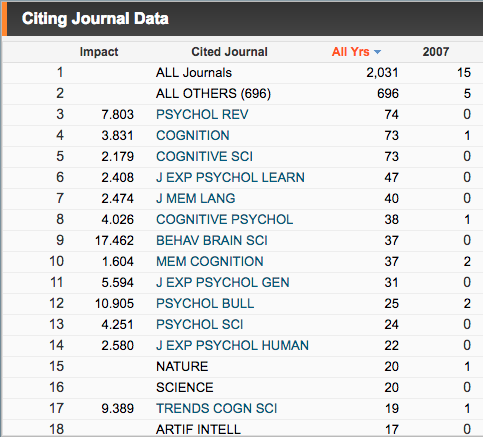 Citing Journal Data
Impact Cited Journal All Yrs 2007
1 ALL Journals 2,031 15
2 ALL OTHERS (696) 696 5
3 7.803 PSYCHOL REV 74 0
4 3.831 COGNITION 73 1
5 2.179 COGNITIVE SCI 73 0
6 2.408 J EXP PSYCHOL LEARN 47 0
7 2.474 J MEM LANG 40 0
8 4.026 COGNITIVE PSYCHOL 38 1
9 17.462 BEHAV BRAIN SCI 37 0
10 1.604 MEM COGNITION 37 2
11 5.594 J EXP PSYCHOL GEN 31 0
12 10.905 PSYCHOL BULL 25 2
13 4.251 PSYCHOL SCI 24 0
14 2.580 J EXP PSYCHOL HUMAN 22 0
15 NATURE 20 1
16 SCIENCE 20 0
17 9.389 TRENDS COGN SCI 19 1
18 ARTIF INTELL 17 0